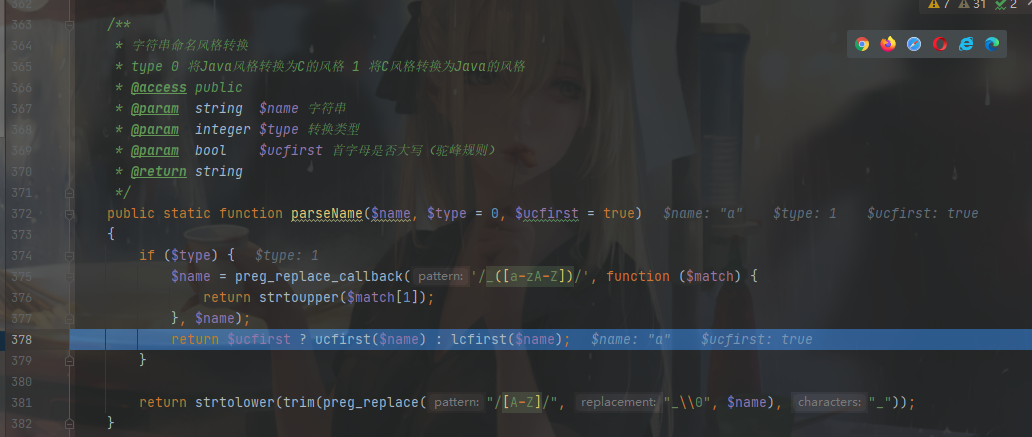 7 31 2
362
363 /**
364 * 字符串命名风格转换
365 * type 0 将Java风格转换为C的风格 1 将C风格转换为Java的风格
366 * @access public
367 * @param string $name 字符串
368 * @param integer $type 转换类型
369 * @param bool $ucfirst 首字母是否大写（驼峰规则）
370 * @return string
371 */
372 public static function parseName($name, $type = 0, $ucfirst = true) $name: "a" $type: 1 $ucfirst: true
373 {
374 if ($type) { $type: 1
375 $name = preg_replace_callback( pattern: '/_([a-zA-Z])/', function ($match) {
376 return strtoupper($match[1]);
377 }, $name);
378 return $ucfirst ? ucfirst($name) : lcfirst($name); $name: "a" $ucfirst: true
379 }
380
381 return strtolower(trim(preg_replace( pattern: "/[A-Z]/", replacement: "_\\0", $name), characters: "_"));
382 }